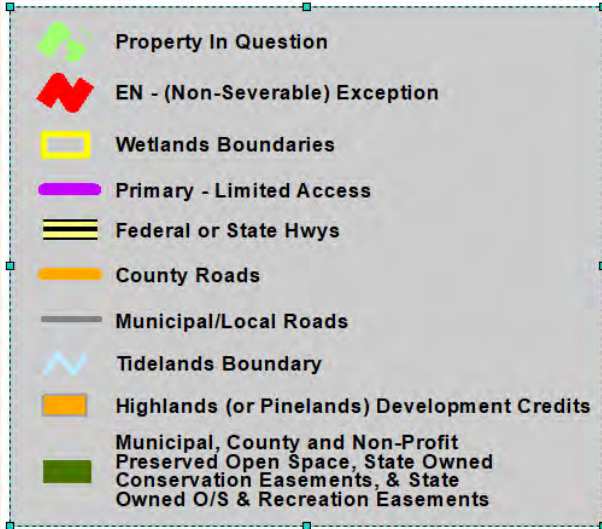 Property In Question
EN - (Non-Severable) Exception
Wetlands Boundaries
Primary - Limited Access
Federal or State Hwys
County Roads
Municipal/Local Roads
Tidelands Boundary
Highlands (or Pinelands) Development Credits
Municipal, County and Non-Profit
Preserved Open Space, State Owned
Conservation Easements, & State
Owned O/S & Recreation Easements